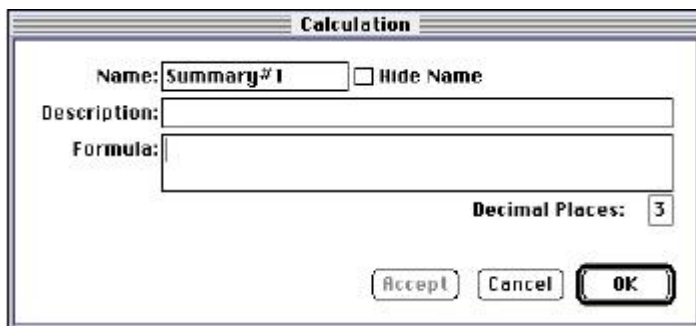 Calculation
Name: Summary#1 Hide Name
Description:
Formula:
Decimal Places: 3
Accept Cancel OK